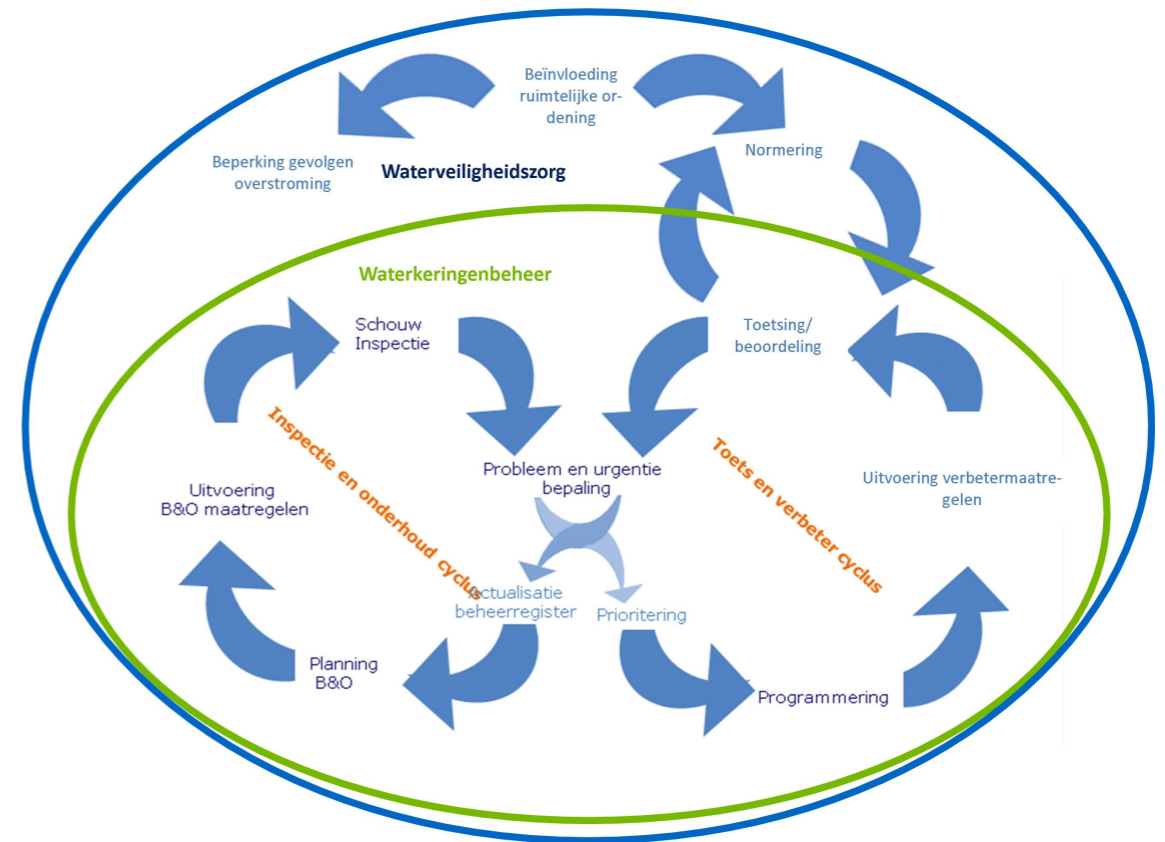 Beïnvloeding
ruimtelijke or-
dening
Beperking gevolgen
overstroming
Waterveiligheidszorg
Normering
Waterkeringenbeheer
Schouw
Inspectie
Toetsing/
beoordeling
Inspectie en onderhoud cyclus
Toets en verbeter cyclus
Probleem en urgentie
bepaling
Uitvoering
B&O maatregelen
Uitvoering verbetermaatre-
gelen
Actualisatie
beheerregister
Prioritering
Planning
B&O
Programmering